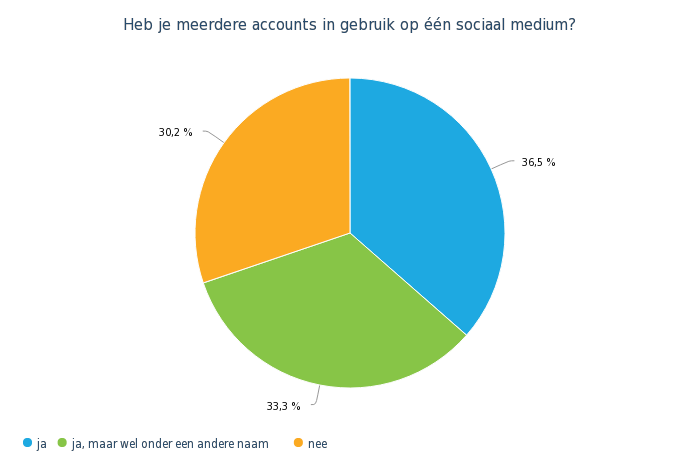 Heb je meerdere accounts in gebruik op één sociaal medium?
30,2 %
36,5 %
33,3 %
ja
ja, maar wel onder een andere naam
nee